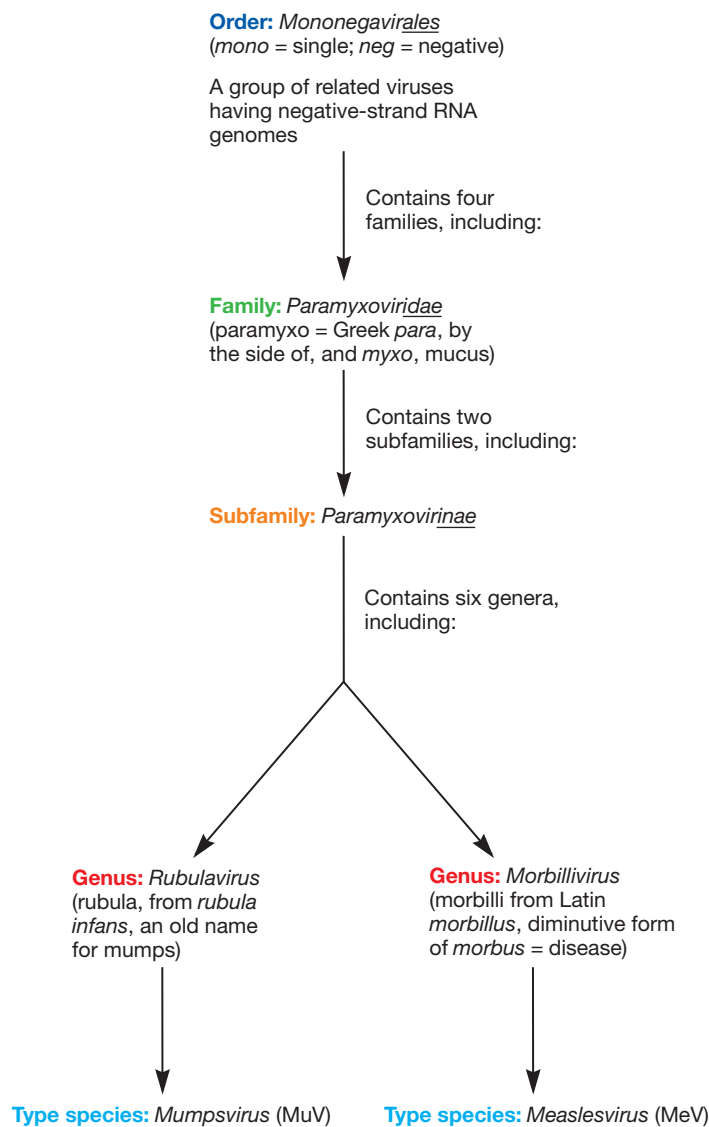 Order: Mononegavirales
(mono = single; neg = negative)
A group of related viruses
having negative-strand RNA
genomes
Contains four
families, including:
Family: Paramyxoviridae
(paramyxo = Greek para, by
the side of, and myxo, mucus)
Contains two
subfamilies, including:
Subfamily: Paramyxovirinae
Contains six genera,
including:
Genus: Rubulavirus
(rubula, from rubula
infans, an old name
for mumps)
Genus: Morbillivirus
(morbilli from Latin
morbillus, diminutive form
of morbus = disease)
Type species: Mumpsvirus (MuV)
Type species: Measlesvirus (MeV)